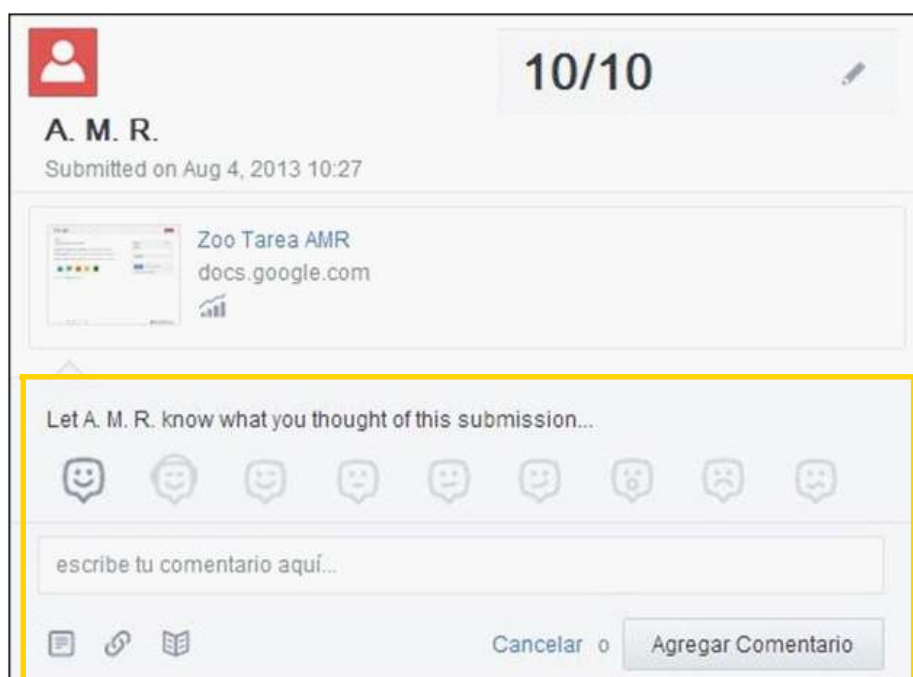 10/10
A. M. R.
Submitted on Aug 4, 2013 10:27
Zoo Tarea AMR
docs.google.com
Let A. M. R. know what you thought of this submission...
escribe tu comentario aquí...
Cancelar o Agregar Comentario